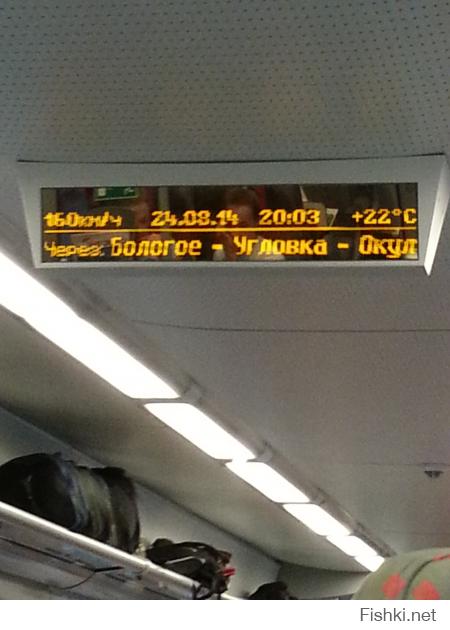 160км/ч 24.08.14 20:03 +22°C
Через: Бологое - Угловка - Окул
Fishki.net